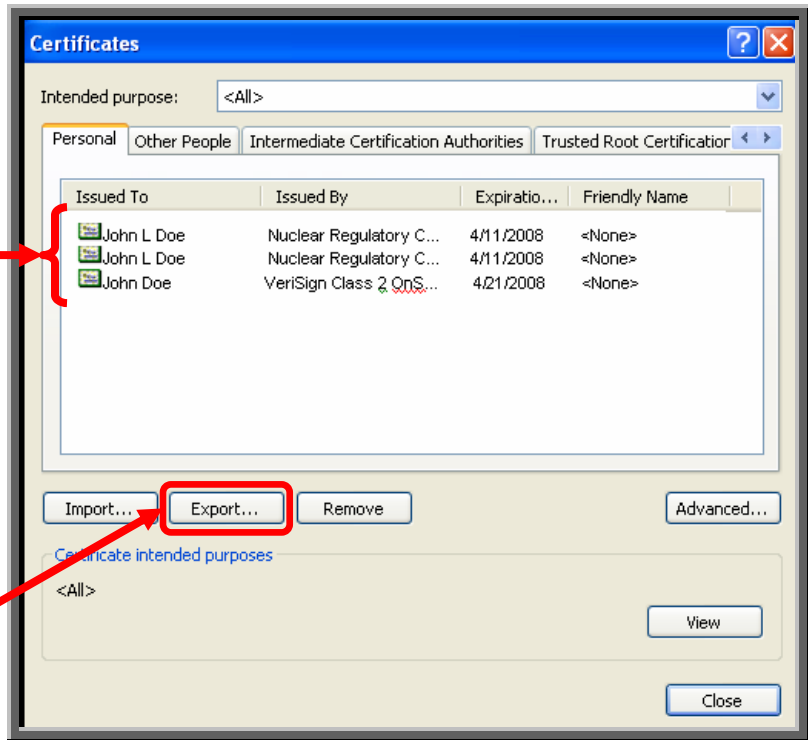 Certificates
Intended purpose: <All>
Personal Other People Intermediate Certification Authorities Trusted Root Certification
Issued To Issued By Expiratio... Friendly Name
John L Doe Nuclear Regulatory C... 4/11/2008 <None>
John L Doe Nuclear Regulatory C... 4/11/2008 <None>
John Doe VeriSign Class 2 OnS... 4/21/2008 <None>
Import... Export... Remove Advanced...
Certificate intended purposes
<All>
View
Close